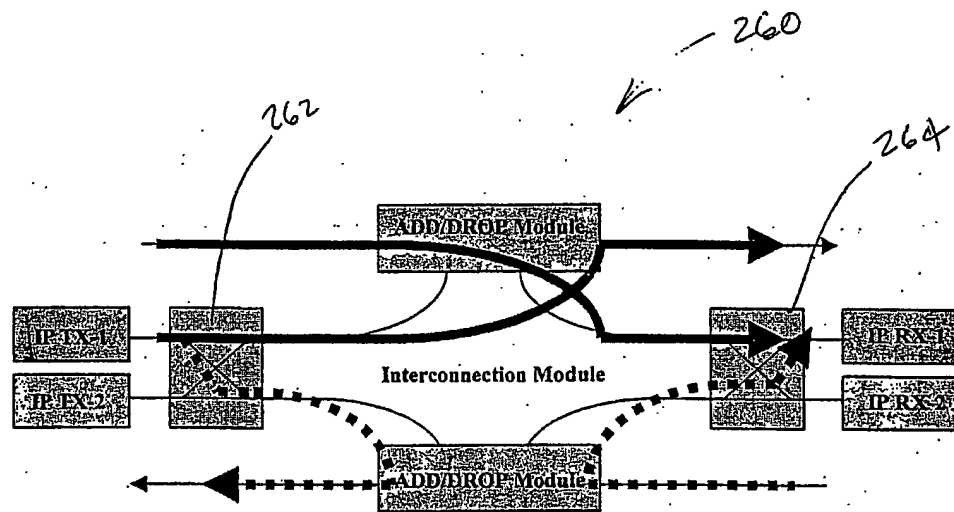 260
262
264
ADD/DROP Module
IP TX-1
IP RX-1
Interconnection Module
IP TX-2
IP RX-2
ADD/DROP Module